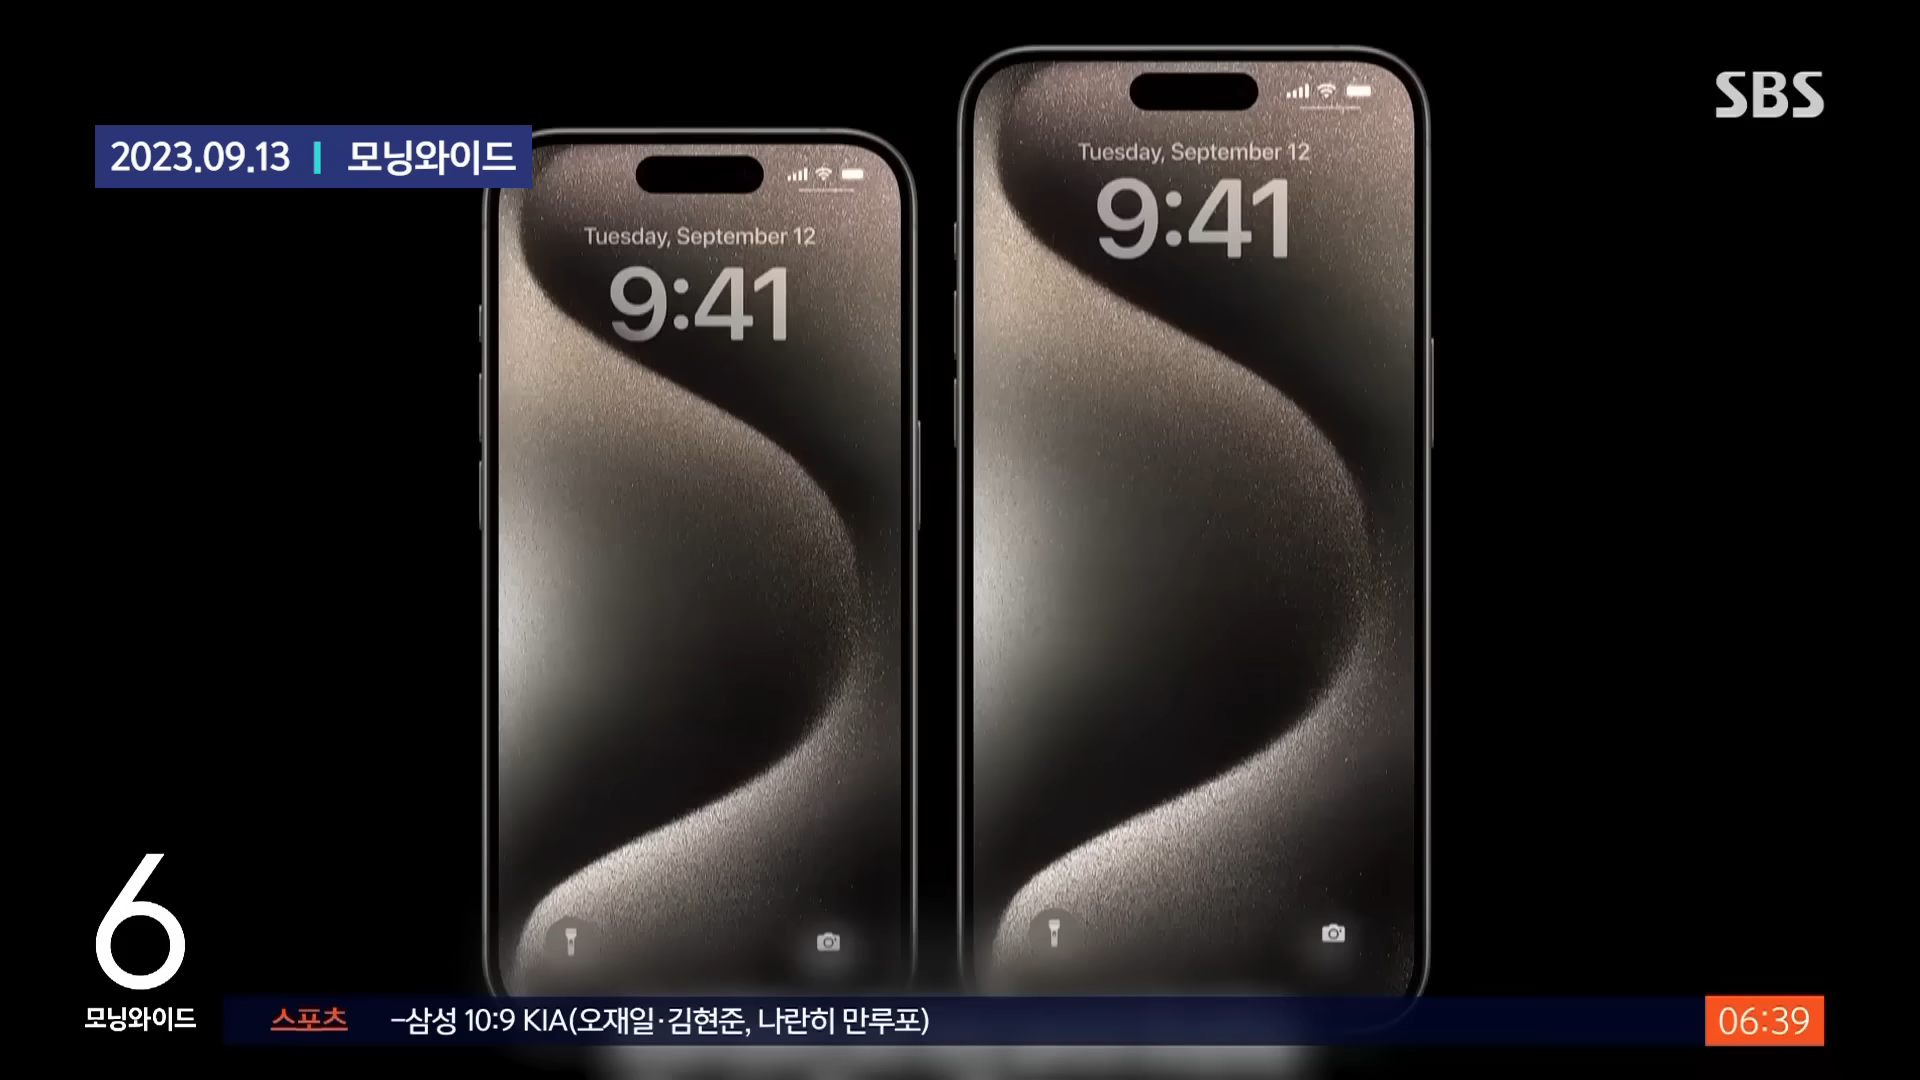 SBS
2023.09.13 | 모닝와이드
Tuesday, September 12
9:41
Tuesday, September 12
9:41
6
모닝와이드
스포츠 –삼성 10:9 KIA(오재일·김현준, 나란히 만루포)
06:39